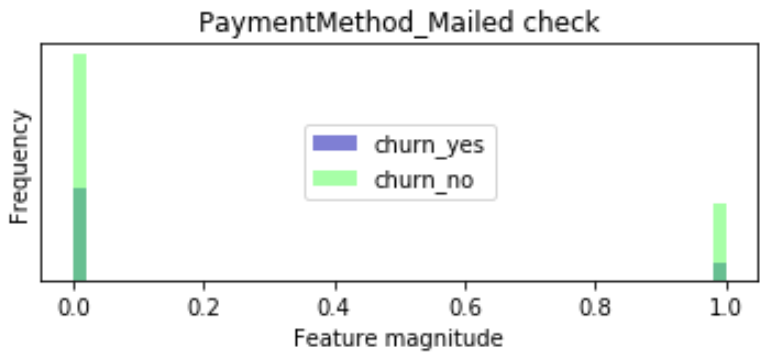 PaymentMethod_Mailed check
Frequency
churn_yes
churn_no
0.0 0.2 0.4 0.6 0.8 1.0
Feature magnitude